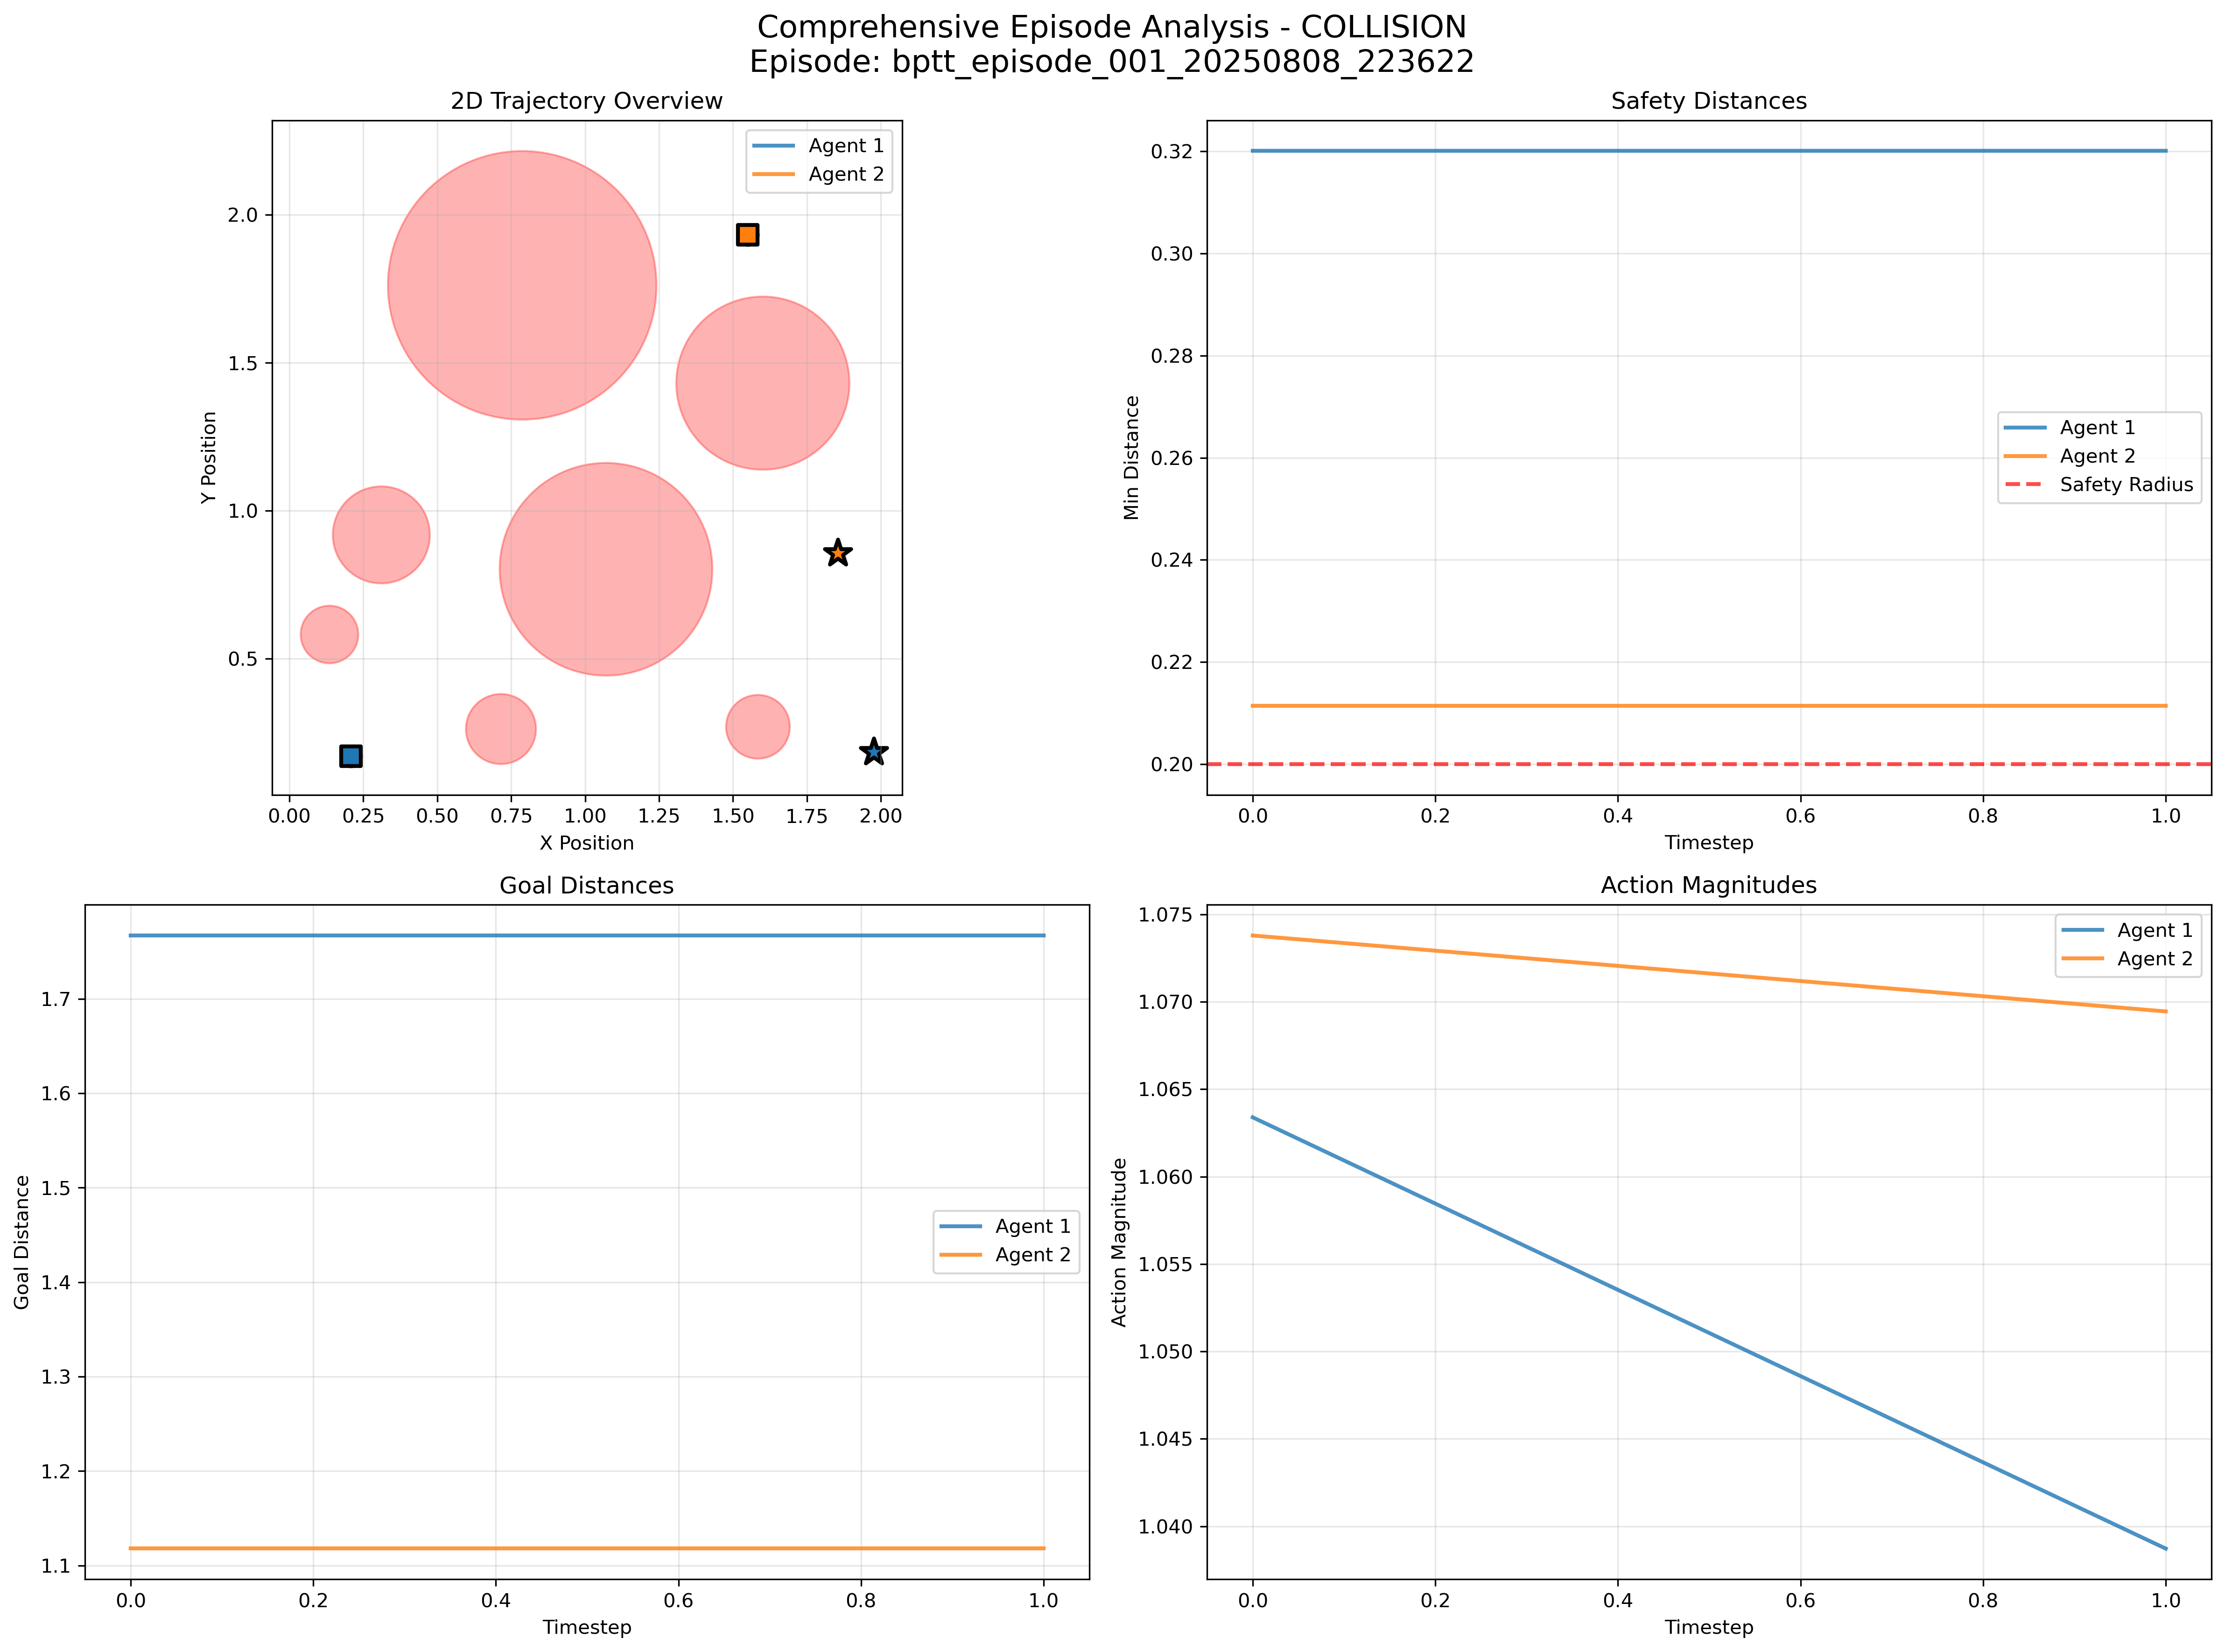 Comprehensive Episode Analysis - COLLISION
Episode: bptt_episode_001_20250808_223622
2D Trajectory Overview
Agent 1
Agent 2
2.0
1.5
1.0
0.5
Y Position
0.00 0.25 0.50 0.75 1.00 1.25 1.50 1.75 2.00
X Position
Safety Distances
0.32
0.30
0.28
0.26
0.24
0.22
0.20
Min Distance
Agent 1
Agent 2
Safety Radius
0.0 0.2 0.4 0.6 0.8 1.0
Timestep
Goal Distances
1.7
1.6
1.5
1.4
1.3
1.2
1.1
Goal Distance
Agent 1
Agent 2
0.0 0.2 0.4 0.6 0.8 1.0
Timestep
Action Magnitudes
Agent 1
Agent 2
1.075
1.070
1.065
1.060
1.055
1.050
1.045
1.040
Action Magnitude
0.0 0.2 0.4 0.6 0.8 1.0
Timestep